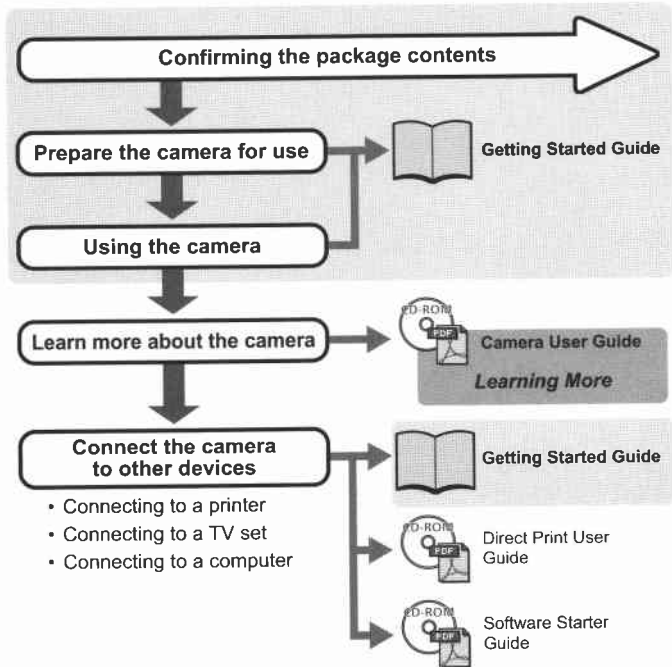 Confirming the package contents
Prepare the camera for use
Getting Started Guide
Using the camera
Learn more about the camera
CD-ROM
PDF
Camera User Guide
Learning More
Connect the camera
to other devices
Getting Started Guide
• Connecting to a printer
• Connecting to a TV set
• Connecting to a computer
CD-ROM
PDF
Direct Print User
Guide
CD-ROM
PDF
Software Starter
Guide